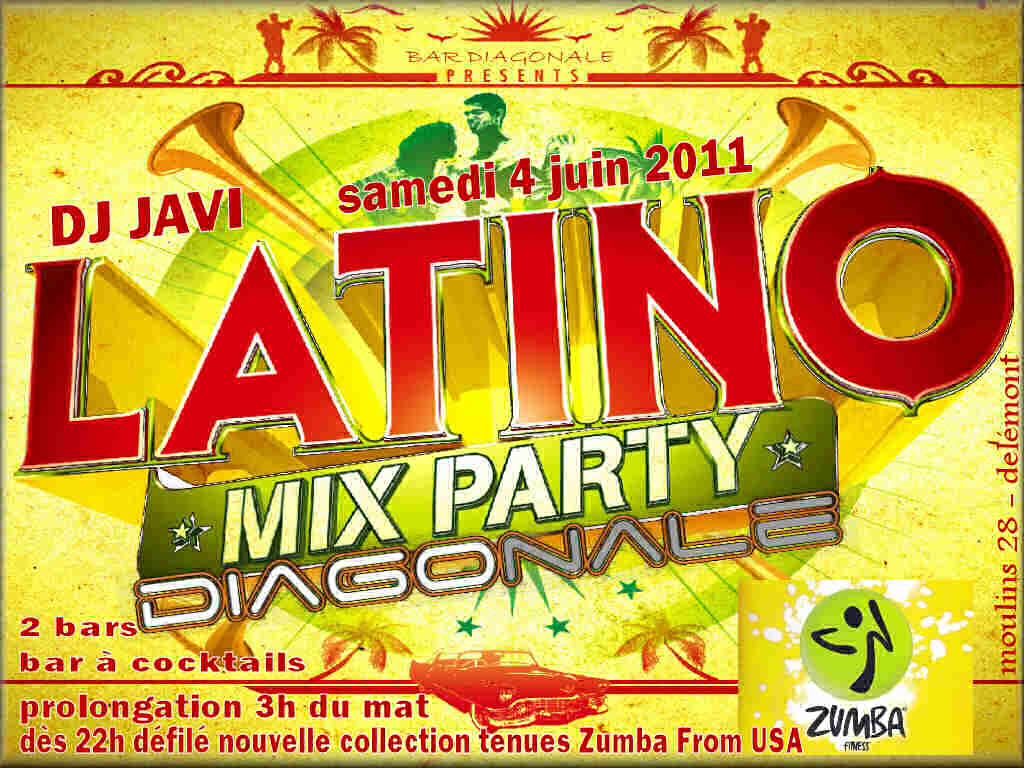 BAR DIAGONALE
PRESENTS
samedi 4 juin 2011
DJ JAVI
LATINO
MIX PARTY
DIAGONALE
moulins 28 - delémont
2 bars
bar à cocktails
prolongation 3h du mat
dès 22h défilé nouvelle collection tenues Zumba From USA
ZUMBA
FITNESS